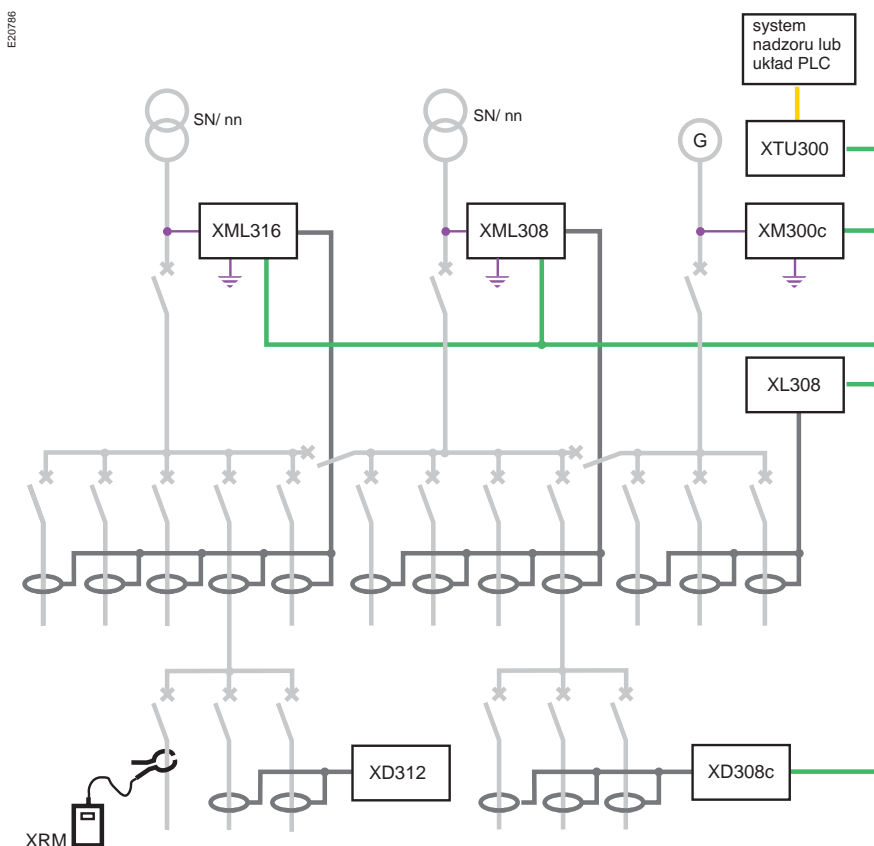 E20786
system
nadzoru lub
układ PLC
SN/ nn
SN/ nn
G
XTU300
XML316
XML308
XM300c
XL308
XD312
XD308c
XRM